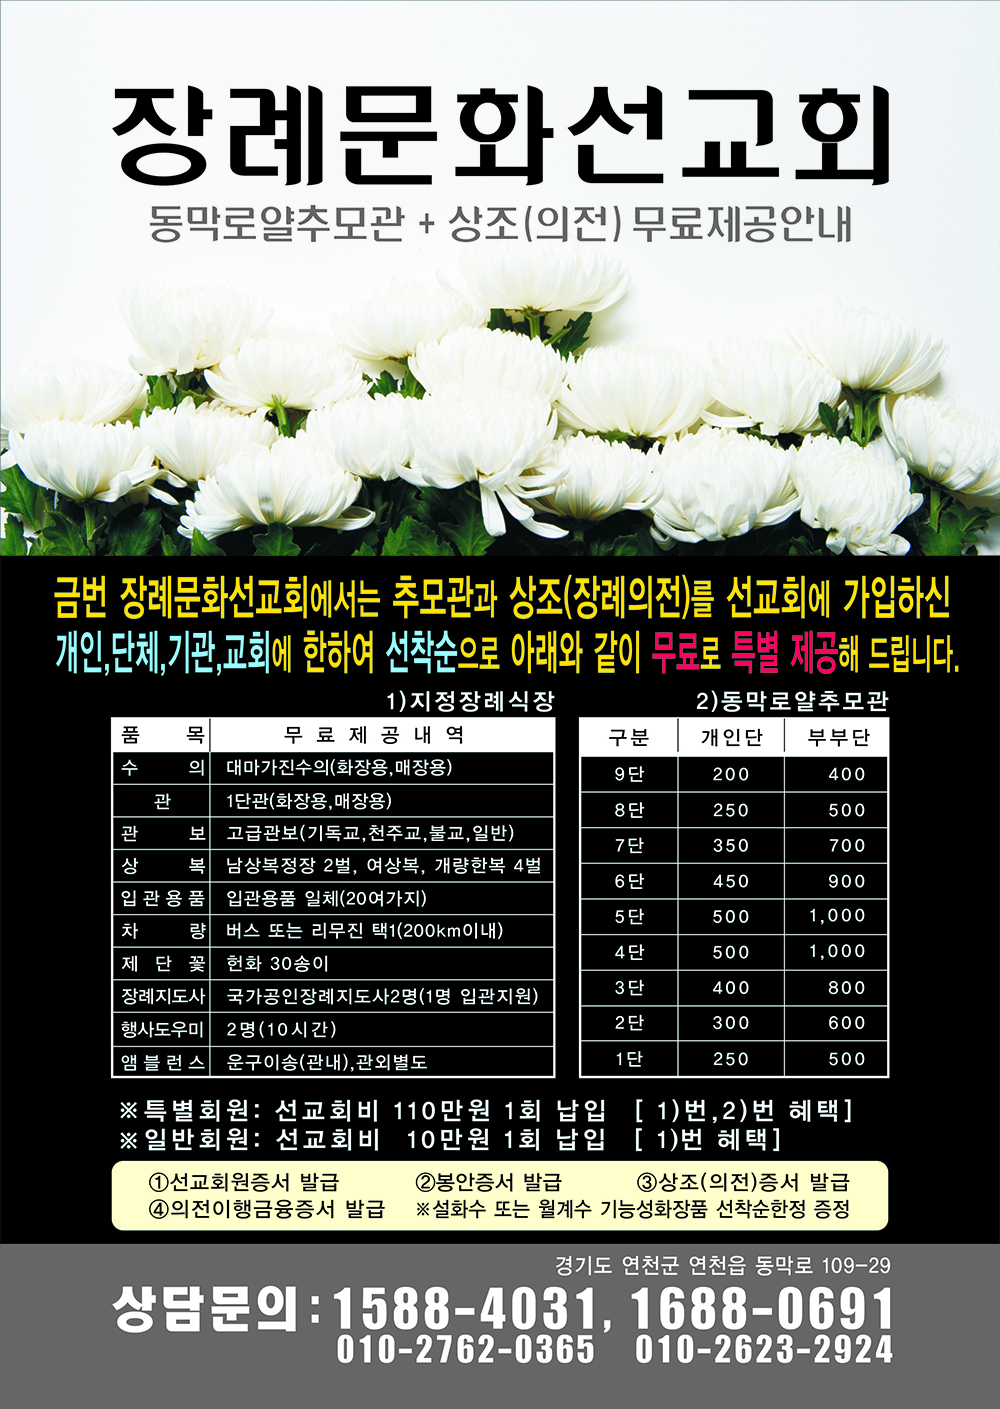 장례문화선교회
동막로얄추모관 + 상조(의전) 무료제공안내
금번 장례문화선교회에서는 추모관과 상조(장례의전)를 선교회에 가입하신
개인,단체,기관,교회에 한하여 선착순으로 아래와 같이 무료로 특별 제공해 드립니다.
1)지정장례식장
품 목 무 료 제 공 내 역
수 의 대마가진수의(화장용,매장용)
관 1단관(화장용,매장용)
관 보 고급관보(기독교,천주교,불교,일반)
상 복 남상복정장 2벌, 여상복, 개량한복 4벌
입관용품 입관용품 일체(20여가지)
차 량 버스 또는 리무진 택1(200km이내)
제 단 꽃 헌화 30송이
장례지도사 국가공인장례지도사2명(1명 입관지원)
행사도우미 2명(10시간)
앰블런스 운구이송(관내),관외별도
2)동막로얄추모관
구분 개인단 부부단
9단 200 400
8단 250 500
7단 350 700
6단 450 900
5단 500 1,000
4단 500 1,000
3단 400 800
2단 300 600
1단 250 500
※특별회원: 선교회비 110만원 1회 납입 [ 1)번,2)번 혜택]
※일반회원: 선교회비 10만원 1회 납입 [ 1)번 혜택]
①선교회원증서 발급 ②봉안증서 발급 ③상조(의전)증서 발급
④의전이행금융증서 발급 ※설화수 또는 월계수 기능성화장품 선착순한정 증정
경기도 연천군 연천읍 동막로 109-29
상담문의:1588-4031, 1688-0691
010-2762-0365 010-2623-2924